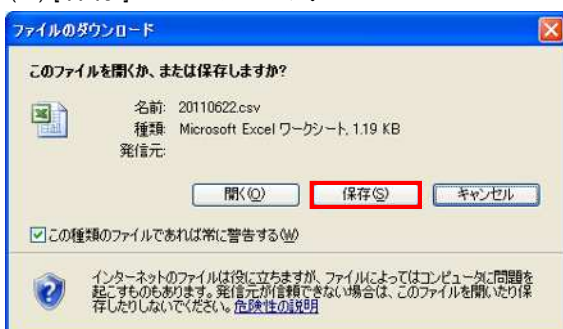 ファイルのダウンロード
このファイルを開くか、または保存しますか?
名前: 20110622.csv
種類: Microsoft Excel ワークシート, 1.19 KB
発信元:
開く(O) 保存(S) キャンセル
この種類のファイルであれば常に警告する(W)
インターネットのファイルは役に立ちますが、ファイルによってはコンピュータに問題を
起こすものもあります。発信元が信頼できない場合は、このファイルを開いたり保
存したりしないでください。危険性の説明